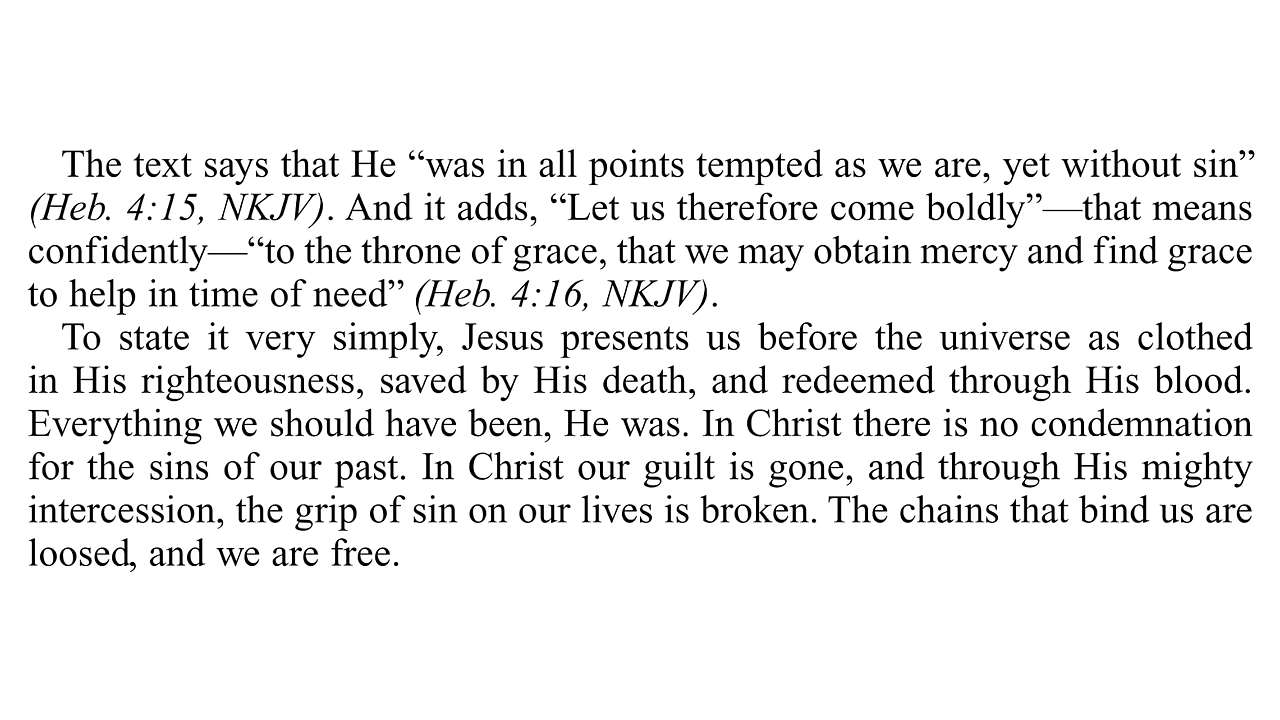 The text says that He “was in all points tempted as we are, yet without sin”
(Heb. 4:15, NKJV). And it adds, “Let us therefore come boldly”—that means
confidently—“to the throne of grace, that we may obtain mercy and find grace
to help in time of need” (Heb. 4:16, NKJV).
To state it very simply, Jesus presents us before the universe as clothed
in His righteousness, saved by His death, and redeemed through His blood.
Everything we should have been, He was. In Christ there is no condemnation
for the sins of our past. In Christ our guilt is gone, and through His mighty
intercession, the grip of sin on our lives is broken. The chains that bind us are
loosed, and we are free.